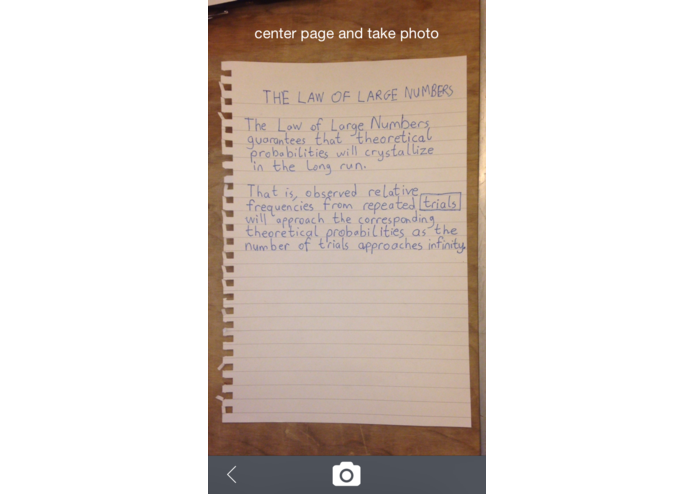 center page and take photo
THE LAW OF LARGE NUMBERS
The Law of Large Numbers
guarantees that theoretical
probabilities will crystallize
in the long run.
That is, observed relative
frequencies from repeated trials
will approach the corresponding
theoretical probabilities as the
number of trials approaches infinity.